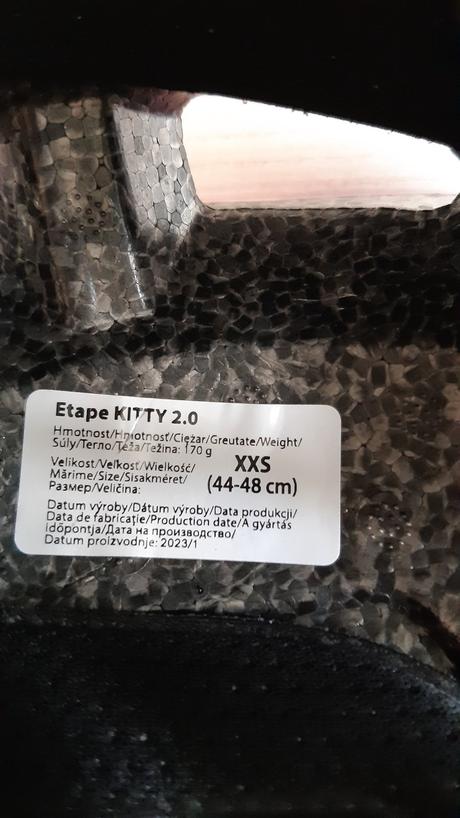 Etape KITTY 2.0
Hmotnost/Hmotnosť/Ciężar/Greutate/Weight/
Súly/Terno/Teža/Težina: 170 g
Velikost/Veľkosť/Wielkość/
Mărime/Size/Sisakméret/
Размер/Veličina:
XXS
(44-48 cm)
Datum výroby/Dátum výroby/Data produkcji/
Data de fabricație/Production date/A gyártás
időpontja/Дата на производство/
Datum proizvodnje: 2023/1